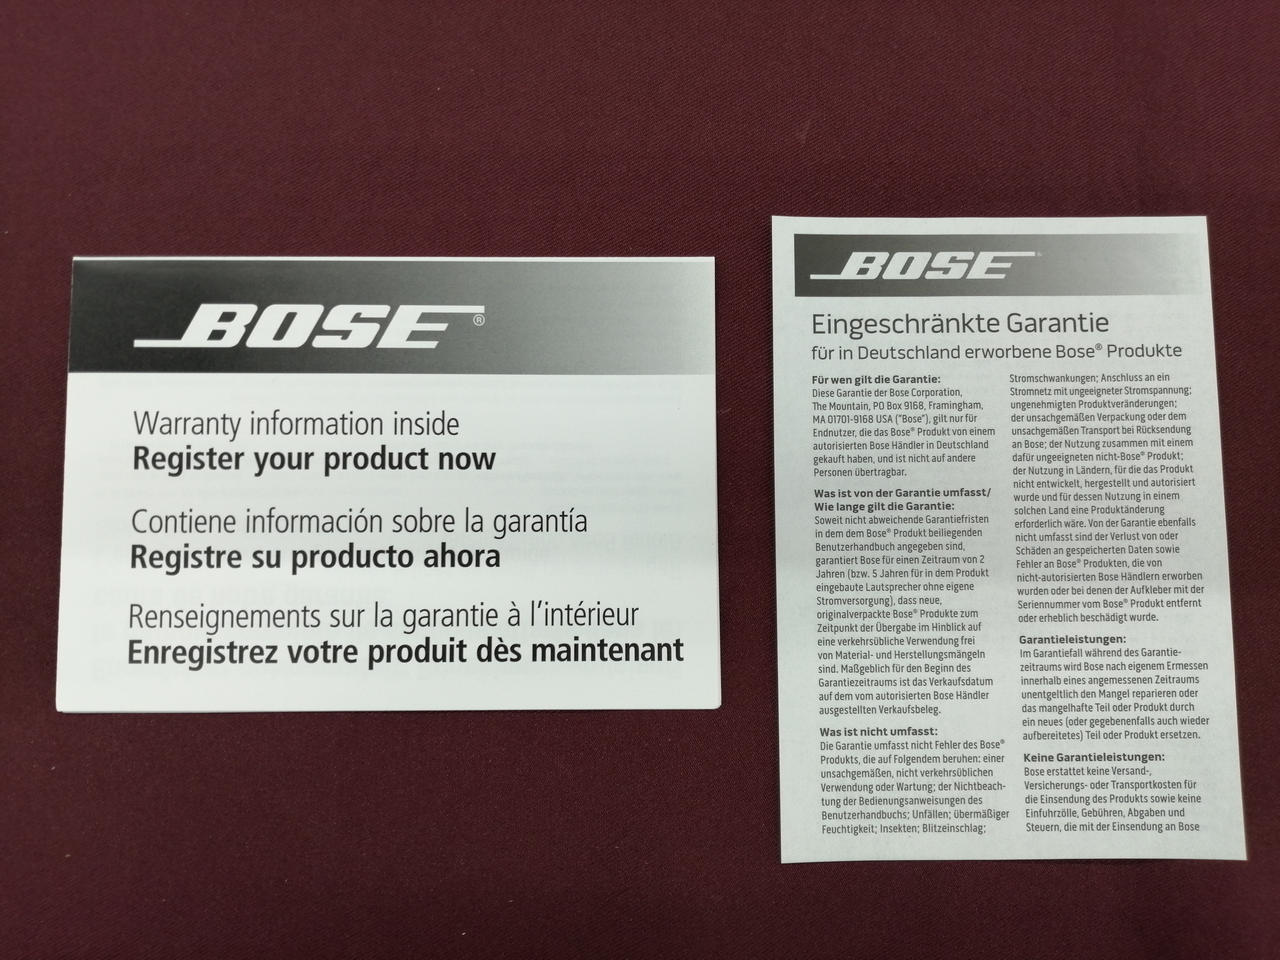 BOSE®
Warranty information inside
Register your product now
Contiene información sobre la garantía
Registre su producto ahora
Renseignements sur la garantie à l'intérieur
Enregistrez votre produit dès maintenant
BOSE®
Eingeschränkte Garantie
für in Deutschland erworbene Bose® Produkte
Für wen gilt die Garantie:
Diese Garantie der Bose Corporation,
The Mountain, PO Box 9168, Framingham,
MA 01701-9168 USA ("Bose"), gilt nur für
Endnutzer, die das Bose® Produkt von einem
autorisierten Bose Händler in Deutschland
gekauft haben, und ist nicht auf andere
Personen übertragbar.
Was ist von der Garantie umfasst/
Wie lange gilt die Garantie:
Soweit nicht abweichende Garantiefristen
in dem dem Bose® Produkt beiliegenden
Benutzerhandbuch angegeben sind,
garantiert Bose für einen Zeitraum von 2
Jahren (bzw. 5 Jahren für in dem Produkt
eingebaute Lautsprecher ohne eigene
Stromversorgung), dass neue,
originalverpackte Bose® Produkte zum
Zeitpunkt der Übergabe im Hinblick auf
eine verkehrsübliche Verwendung frei
von Material- und Herstellungsmängeln
sind. Maßgeblich für den Beginn des
Garantiezeitraums ist das Verkaufsdatum
auf dem vom autorisierten Bose Händler
ausgestellten Verkaufsbeleg.
Was ist nicht umfasst:
Die Garantie umfasst nicht Fehler des Bose®
Produkts, die auf Folgendem beruhen: einer
unsachgemäßen, nicht verkehrsüblichen
Verwendung oder Wartung; der Nichtbeach-
tung der Bedienungsanweisungen des
Benutzerhandbuchs; Unfällen; übermäßiger
Feuchtigkeit; Insekten; Blitzeinschlag;
Stromschwankungen; Anschluss an ein
Stromnetz mit ungeeigneter Stromspannung;
ungenehmigten Produktveränderungen;
der unsachgemäßen Verpackung oder dem
unsachgemäßen Transport bei Rücksendung
an Bose; der Nutzung zusammen mit einem
dafür ungeeigneten nicht-Bose® Produkt;
der Nutzung in Ländern, für die das Produkt
nicht entwickelt, hergestellt und autorisiert
wurde und für dessen Nutzung in einem
solchen Land eine Produktänderung
erforderlich wäre. Von der Garantie ebenfalls
nicht umfasst sind der Verlust von oder
Schäden an gespeicherten Daten sowie
Fehler an Bose® Produkten, die von
nicht-autorisierten Bose Händlern erworben
wurden oder bei denen der Aufkleber mit der
Seriennummer vom Bose® Produkt entfernt
oder erheblich beschädigt wurde.
Garantieleistungen:
Im Garantiefall während des Garantie-
zeitraums wird Bose nach eigenem Ermessen
innerhalb eines angemessenen Zeitraums
unentgeltlich den Mangel reparieren oder
das mangelhafte Teil oder Produkt durch
ein neues (oder gegebenenfalls auch wieder
aufbereitetes) Teil oder Produkt ersetzen.
Keine Garantieleistungen:
Bose erstattet keine Versand-,
Versicherungs- oder Transportkosten für
die Einsendung des Produkts sowie keine
Einfuhrzölle, Gebühren, Abgaben und
Steuern, die mit der Einsendung an Bose